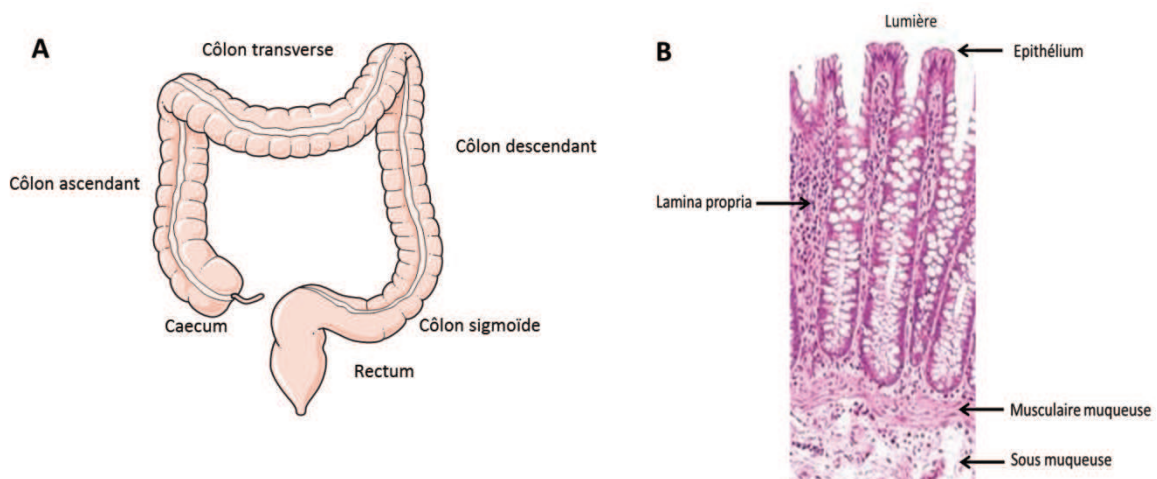 A
Côlon transverse
Côlon descendant
Côlon ascendant
Caecum
Côlon sigmoïde
Rectum
B
Lumière
Epithélium
Lamina propria
Musculaire muqueuse
Sous muqueuse